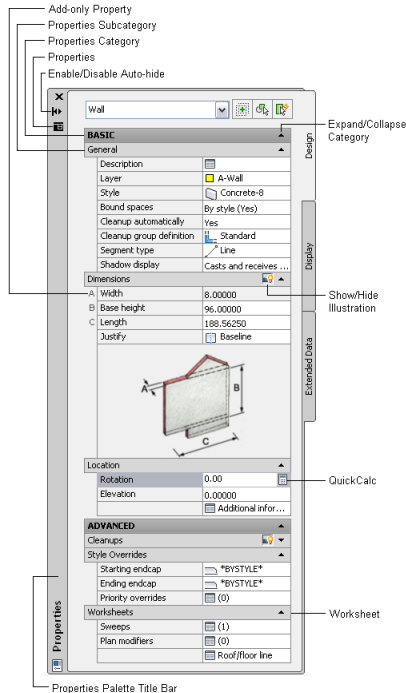 Add-only Property
Properties Subcategory
Properties Category
Properties
Enable/Disable Auto-hide
Wall
Expand/Collapse
Category
BASIC
General
Description
Layer A-Wall
Style Concrete-8
Bound spaces By style (Yes)
Cleanup automatically Yes
Cleanup group definition Standard
Segment type Line
Shadow display Casts and receives ...
Dimensions
A Width 8.00000
B Base height 96.00000
C Length 188.56250
Justify Baseline
Show/Hide
Illustration
A
B
C
Location
Rotation 0.00
QuickCalc
Elevation 0.00000
Additional infor...
ADVANCED
Cleanups
Style Overrides
Starting endcap *BYSTYLE*
Ending endcap *BYSTYLE*
Priority overrides (0)
Worksheets
Worksheet
Sweeps (1)
Plan modifiers (0)
Roof/floor line
Design
Display
Extended Data
Properties
Properties Palette Title Bar